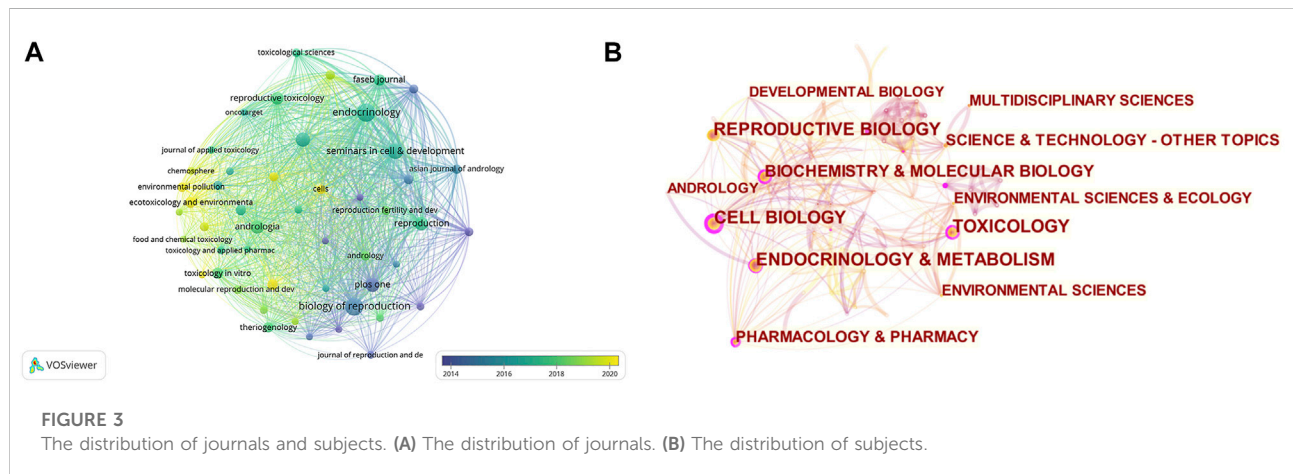 A
toxicological sciences
faseb journal
reproductive toxicology
endocrinology
oncotarget
journal of applied toxicology
seminars in cell & development
asian journal of andrology
chemosphere
environmental pollution
cells
ecotoxicology and environmenta
reproduction fertility and dev
andrologia
reproduction
food and chemical toxicology
toxicology and applied pharmac
andrology
toxicology in vitro
plos one
molecular reproduction and dev
biology of reproduction
theriogenology
journal of reproduction and de
VOSviewer
2014 2016 2018 2020
B
DEVELOPMENTAL BIOLOGY
MULTIDISCIPLINARY SCIENCES
REPRODUCTIVE BIOLOGY
SCIENCE & TECHNOLOGY - OTHER TOPICS
BIOCHEMISTRY & MOLECULAR BIOLOGY
ANDROLOGY
ENVIRONMENTAL SCIENCES & ECOLOGY
CELL BIOLOGY
TOXICOLOGY
ENDOCRINOLOGY & METABOLISM
ENVIRONMENTAL SCIENCES
PHARMACOLOGY & PHARMACY
FIGURE 3
The distribution of journals and subjects. (A) The distribution of journals. (B) The distribution of subjects.